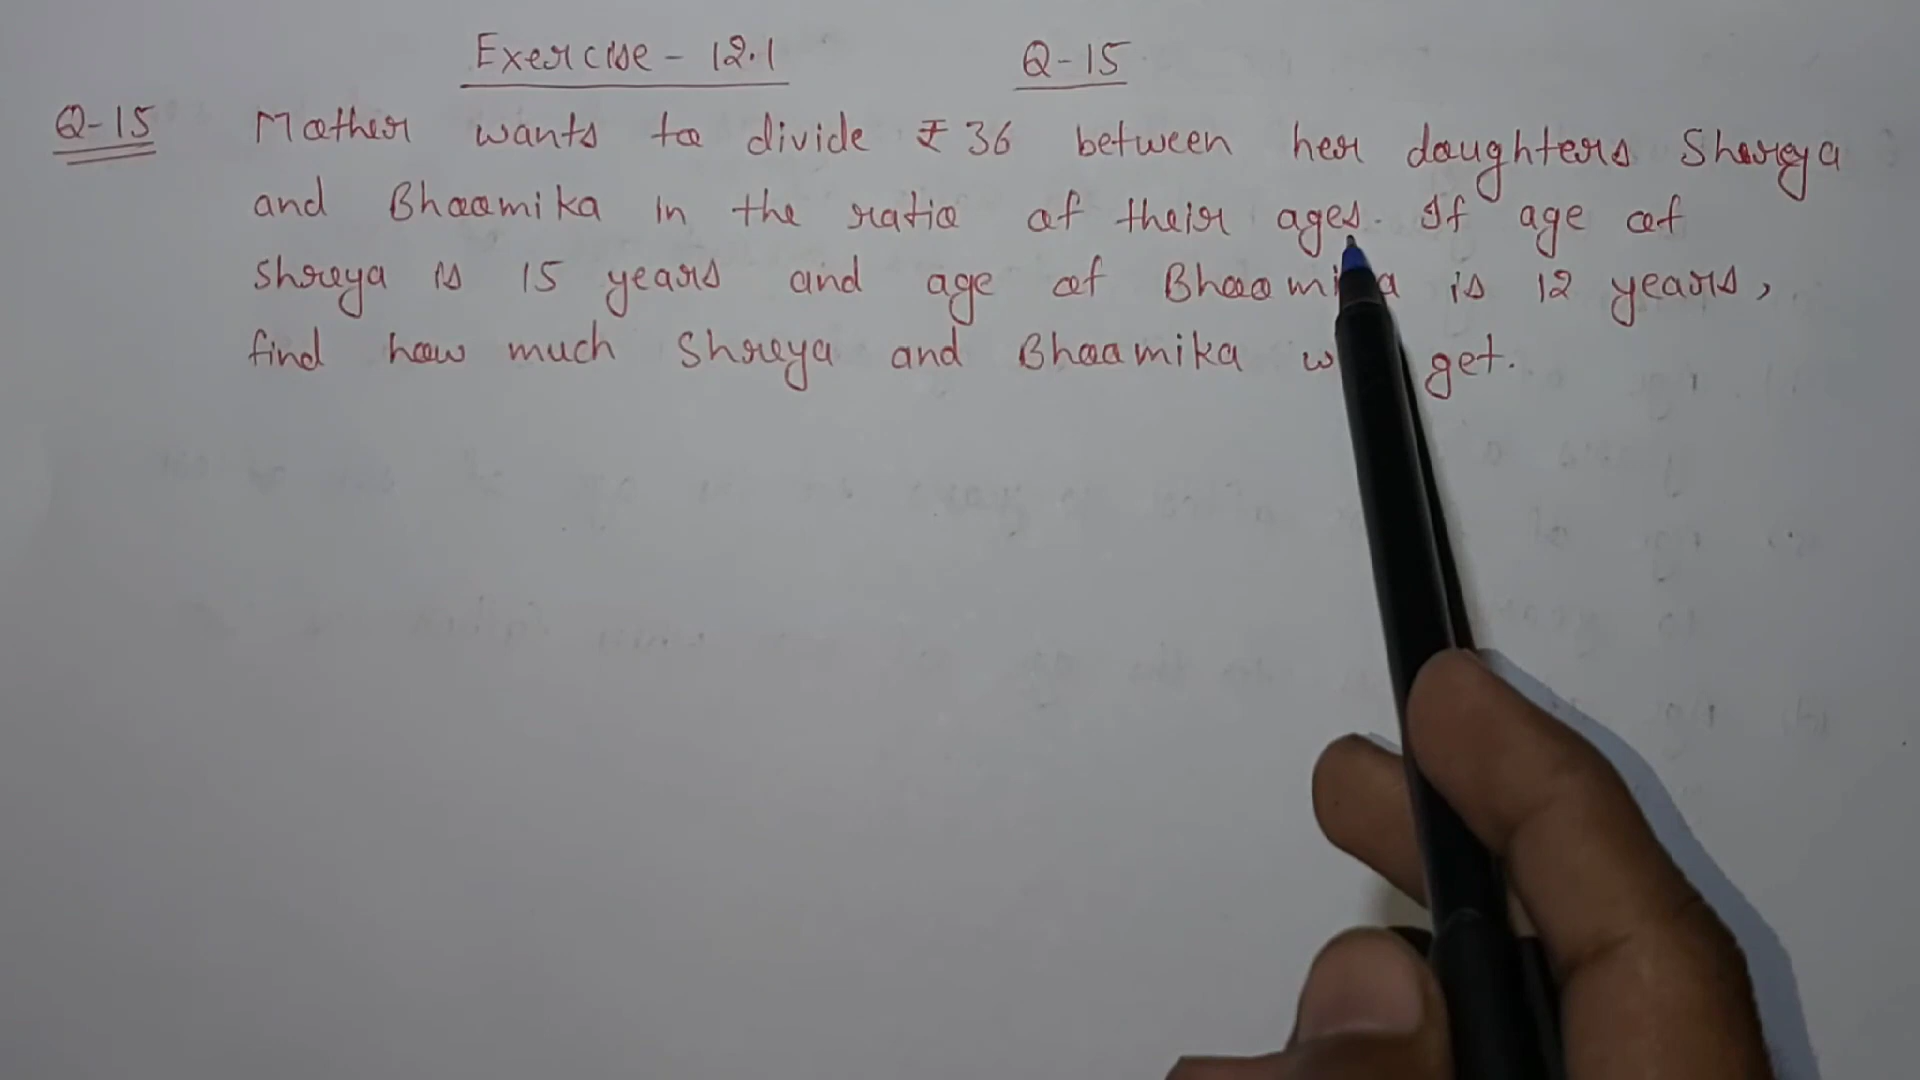 Exercise - 12.1 Q-15
Q-15 Mother wants to divide ₹ 36 between her daughters Shreya
and Bhoomika in the ratio of their ages. If age of
Shreya is 15 years and age of Bhoomika is 12 years,
find how much Shreya and Bhoomika get.